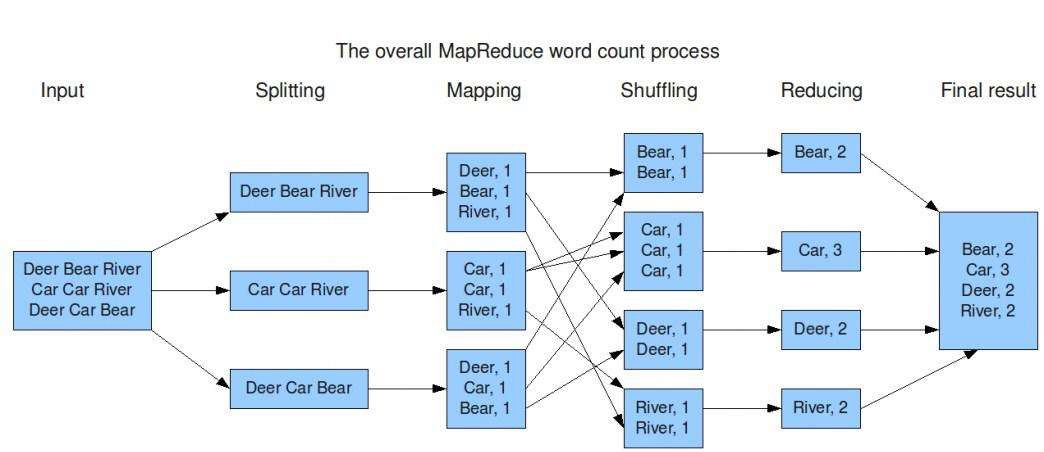 The overall MapReduce word count process
Input
Splitting
Mapping
Shuffling
Reducing
Final result
Deer Bear River
Car Car River
Deer Car Bear
Deer Bear River
Car Car River
Deer Car Bear
Deer, 1
Bear, 1
River, 1
Car, 1
Car, 1
River, 1
Deer, 1
Car, 1
Bear, 1
Bear, 1
Bear, 1
Car, 1
Car, 1
Car, 1
Deer, 1
Deer, 1
River, 1
River, 1
Bear, 2
Car, 3
Deer, 2
River, 2
Bear, 2
Car, 3
Deer, 2
River, 2